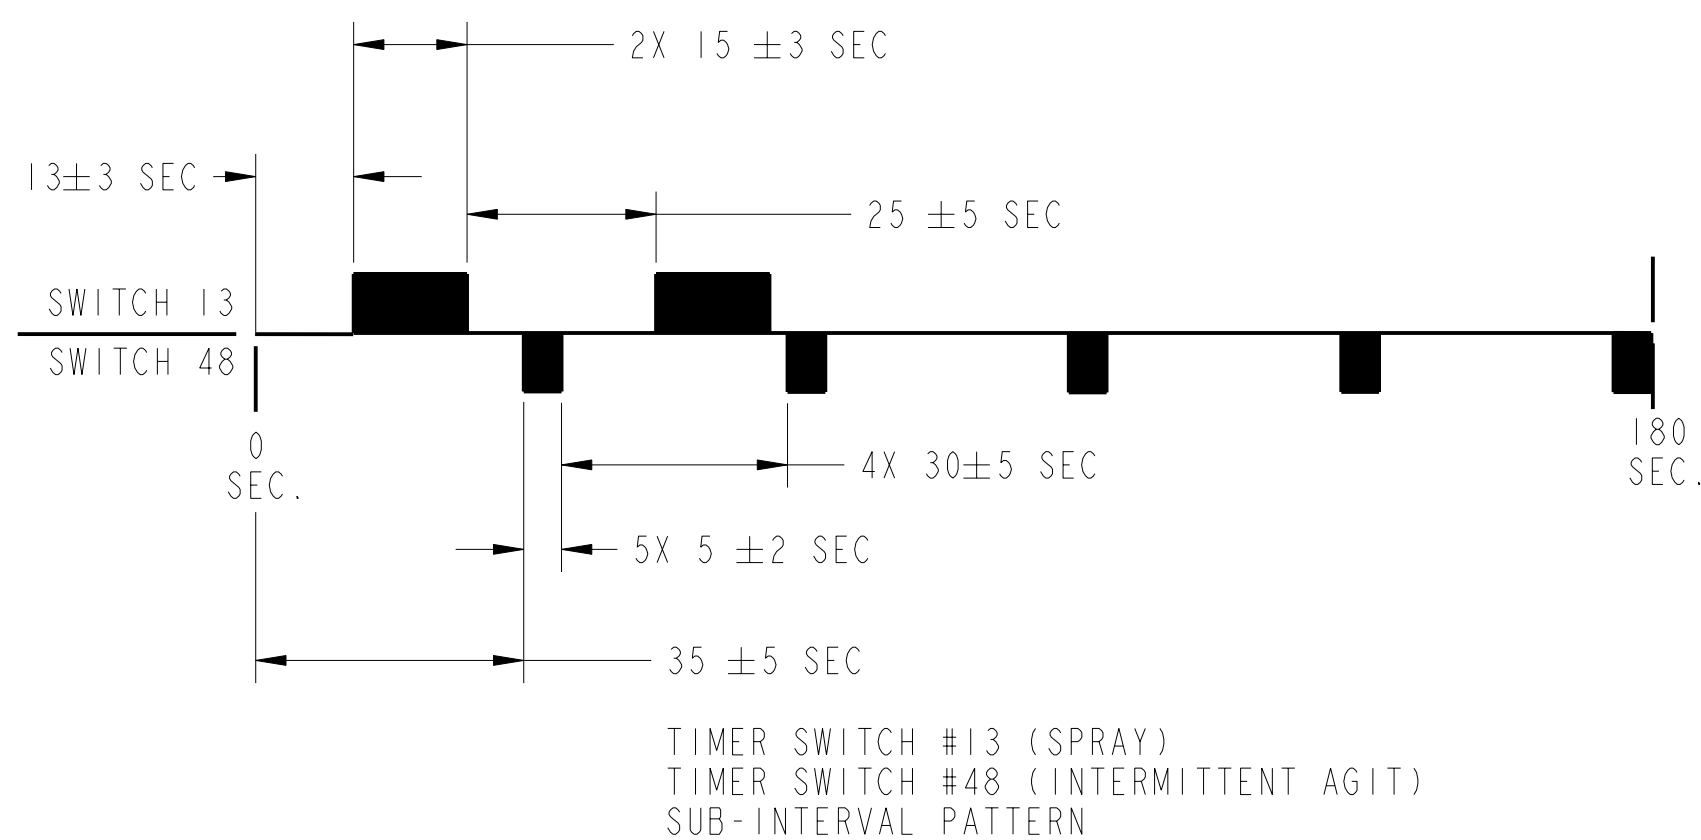 2X 15 ±3 SEC
13±3 SEC
25 ±5 SEC
SWITCH 13
SWITCH 48
0
SEC.
180
SEC.
4X 30±5 SEC
5X 5 ±2 SEC
35 ±5 SEC
TIMER SWITCH #13 (SPRAY)
TIMER SWITCH #48 (INTERMITTENT AGIT)
SUB-INTERVAL PATTERN